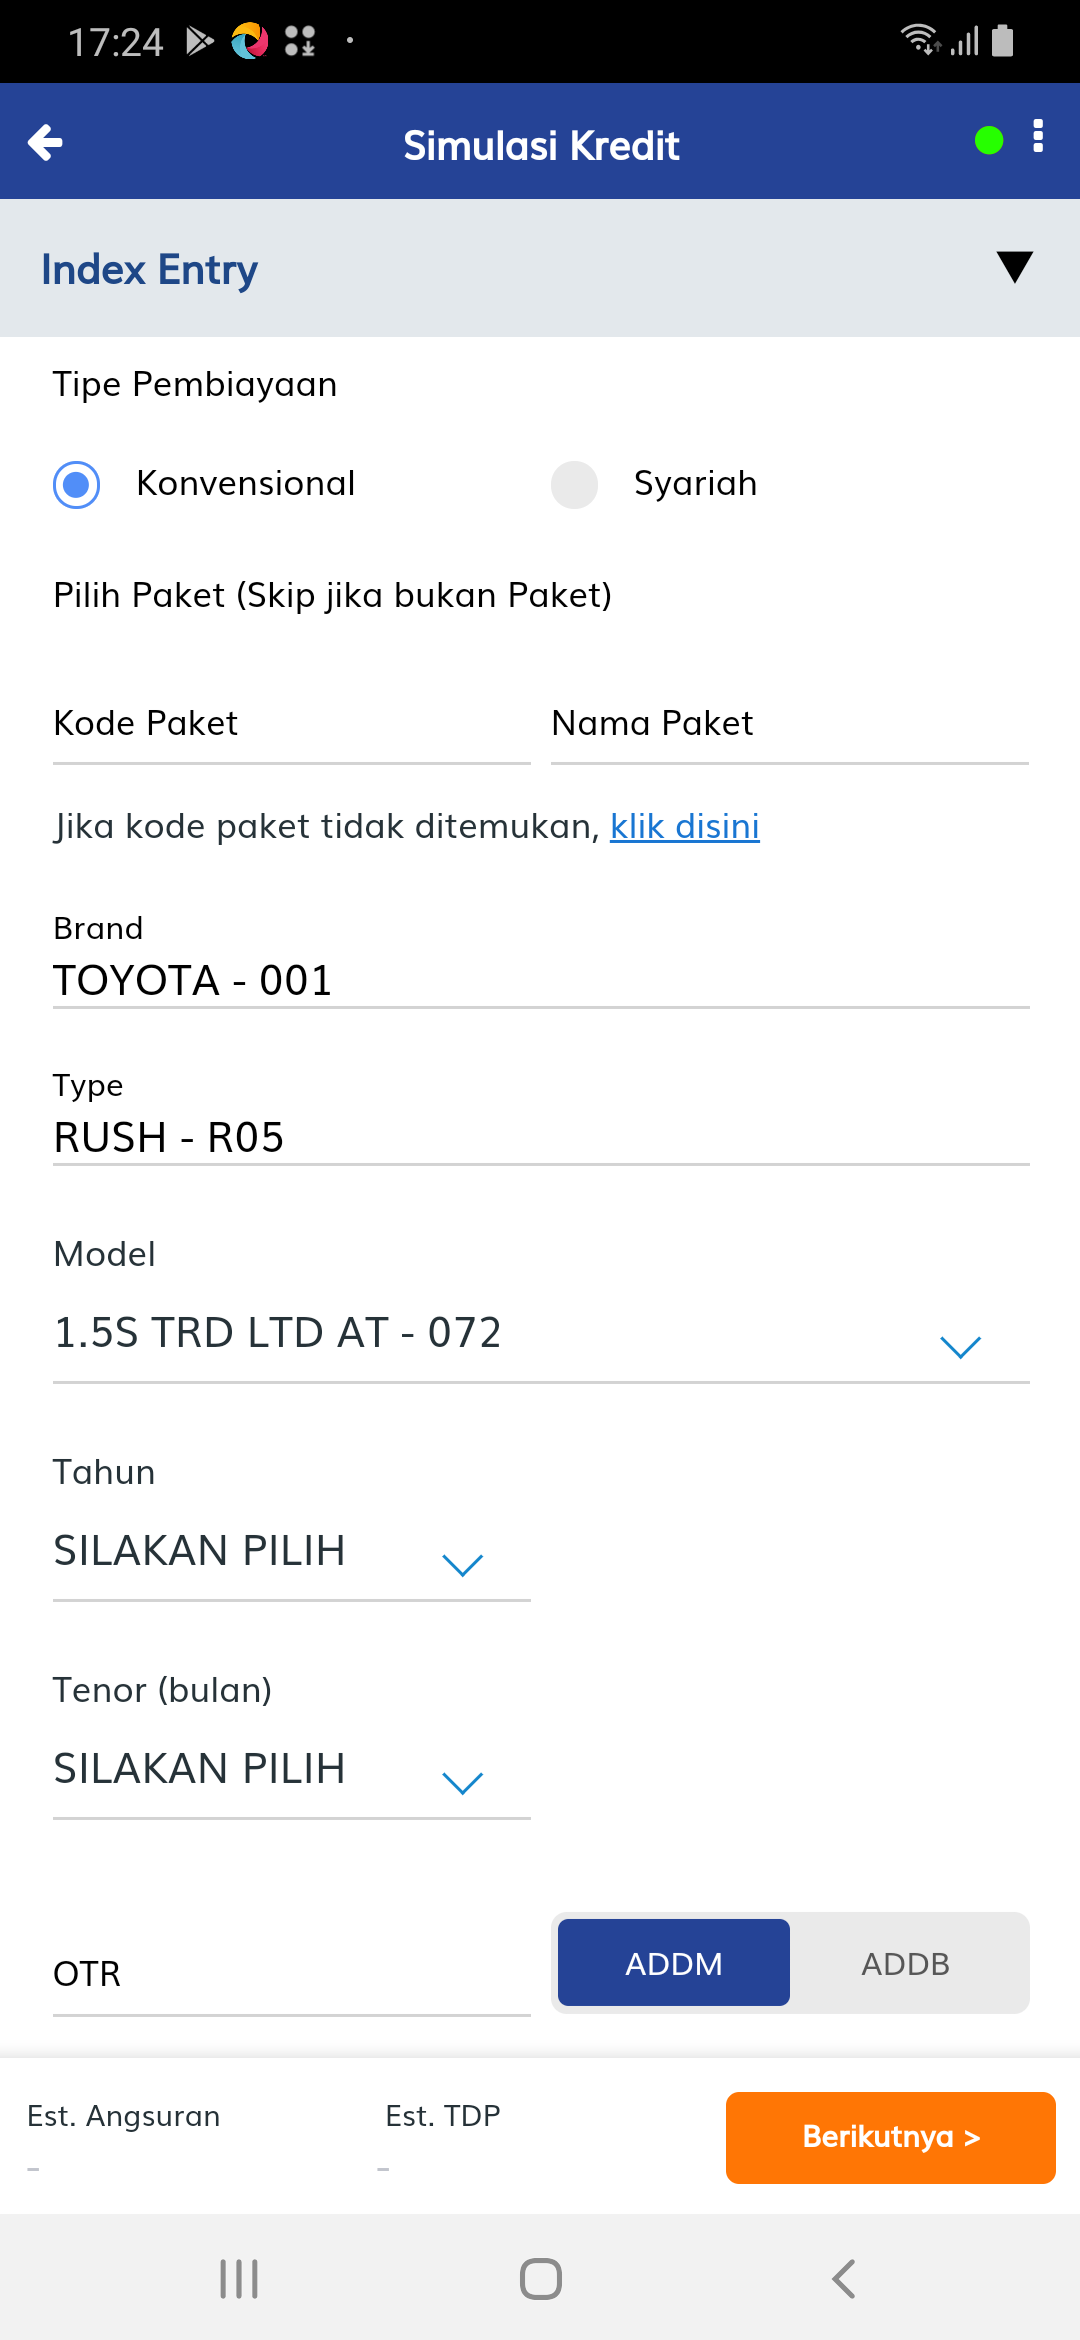 17:24
Simulasi Kredit
Index Entry
Tipe Pembiayaan
Konvensional
Syariah
Pilih Paket (Skip jika bukan Paket)
Kode Paket
Nama Paket
Jika kode paket tidak ditemukan, klik disini
Brand
TOYOTA - 001
Type
RUSH - R05
Model
1.5S TRD LTD AT - 072
Tahun
SILAKAN PILIH
Tenor (bulan)
SILAKAN PILIH
OTR
ADDM
ADDB
Est. Angsuran
-
Est. TDP
-
Berikutnya >